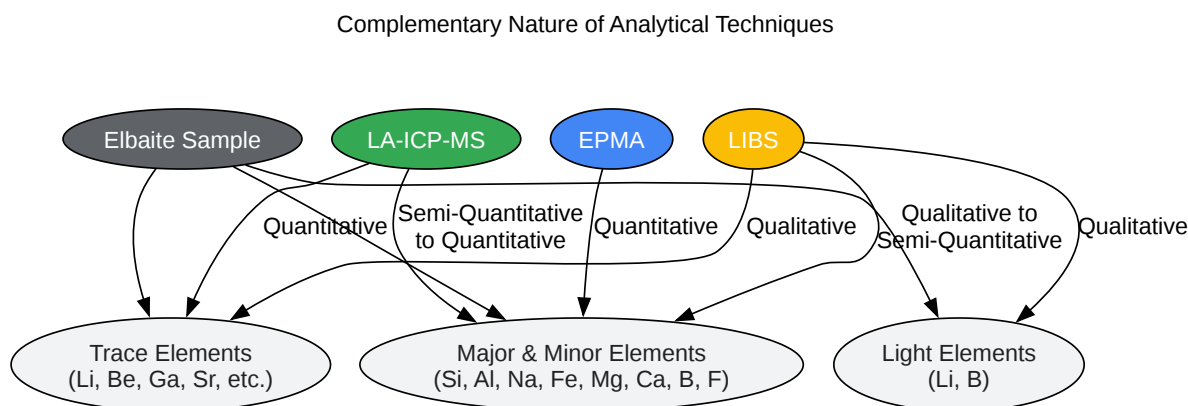 Complementary Nature of Analytical Techniques
Elbaite Sample
LA-ICP-MS
EPMA
LIBS
Quantitative
Semi-Quantitative
to Quantitative
Quantitative
Qualitative
Qualitative to
Semi-Quantitative
Qualitative
Trace Elements
(Li, Be, Ga, Sr, etc.)
Major & Minor Elements
(Si, Al, Na, Fe, Mg, Ca, B, F)
Light Elements
(Li, B)